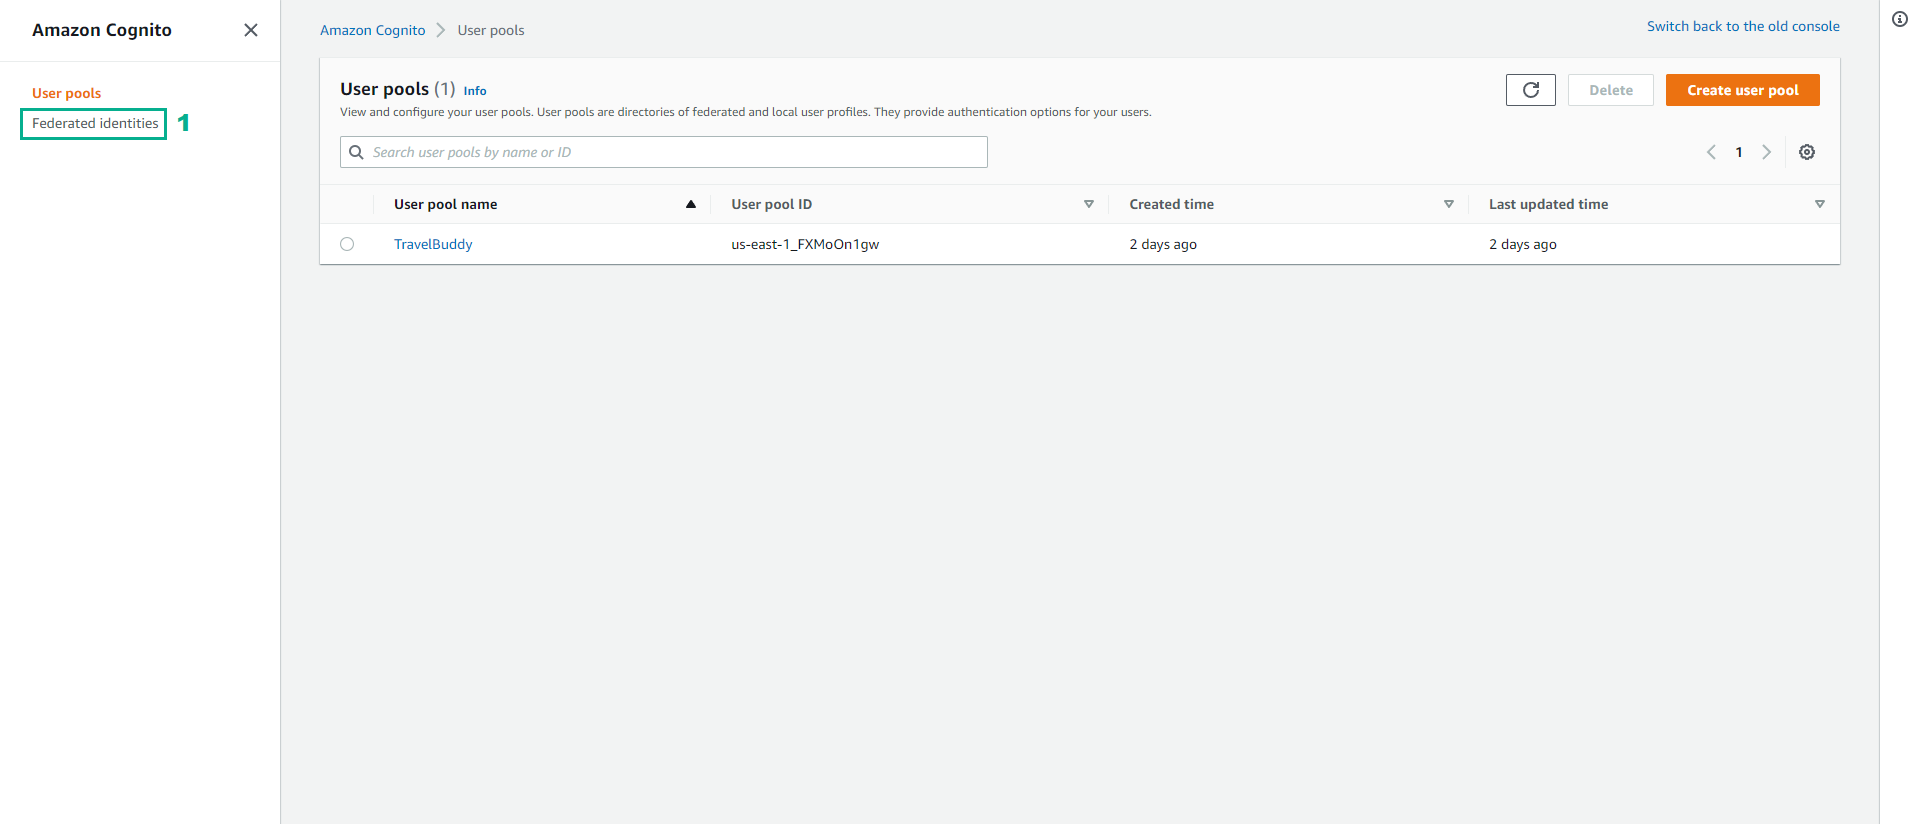 Amazon Cognito
User pools
Federated identities 1
Amazon Cognito User pools
Switch back to the old console
User pools (1) Info
Delete
Create user pool
View and configure your user pools. User pools are directories of federated and local user profiles. They provide authentication options for your users.
Search user pools by name or ID
1
User pool name User pool ID Created time Last updated time
TravelBuddy us-east-1_FXMoOn1gw 2 days ago 2 days ago